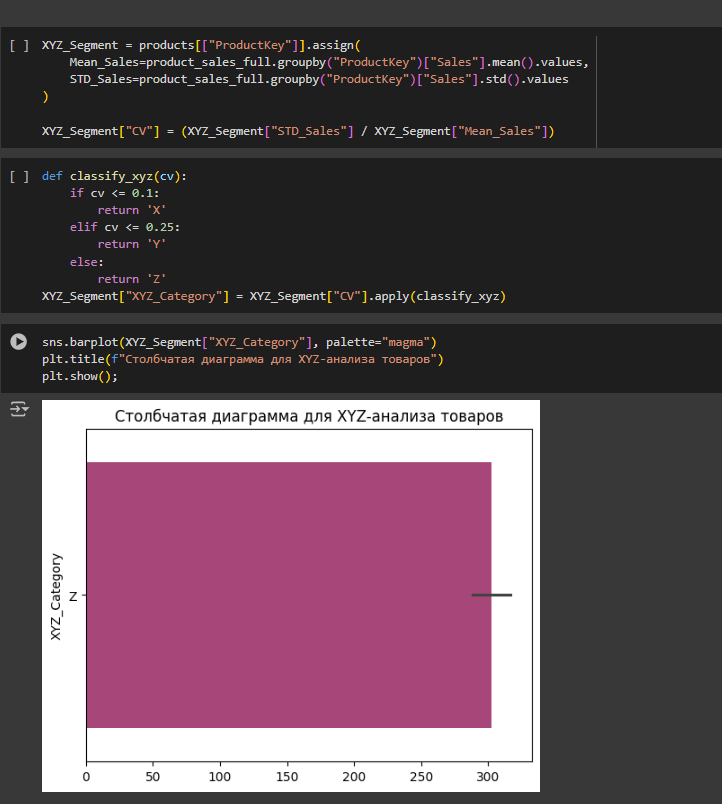 [ ] XYZ_Segment = products[["ProductKey"]].assign(
Mean_Sales=product_sales_full.groupby("ProductKey")["Sales"].mean().values,
STD_Sales=product_sales_full.groupby("ProductKey")["Sales"].std().values
)
XYZ_Segment["CV"] = (XYZ_Segment["STD_Sales"] / XYZ_Segment["Mean_Sales"])
[ ] def classify_xyz(cv):
if cv <= 0.1:
return 'X'
elif cv <= 0.25:
return 'Y'
else:
return 'Z'
XYZ_Segment["XYZ_Category"] = XYZ_Segment["CV"].apply(classify_xyz)
sns.barplot(XYZ_Segment["XYZ_Category"], palette="magma")
plt.title(f"Столбчатая диаграмма для XYZ-анализа товаров")
plt.show();
Столбчатая диаграмма для XYZ-анализа товаров
XYZ_Category
Z
0 50 100 150 200 250 300